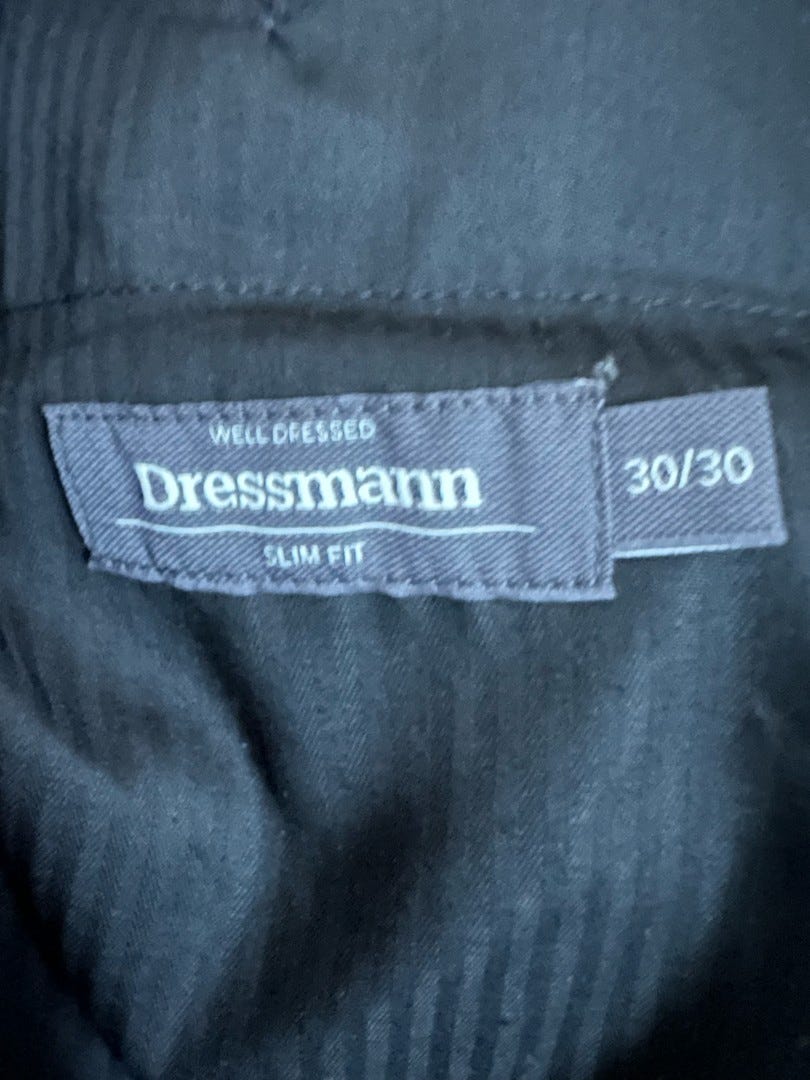 WELL DRESSED
Dressmann
SLIM FIT
30/30